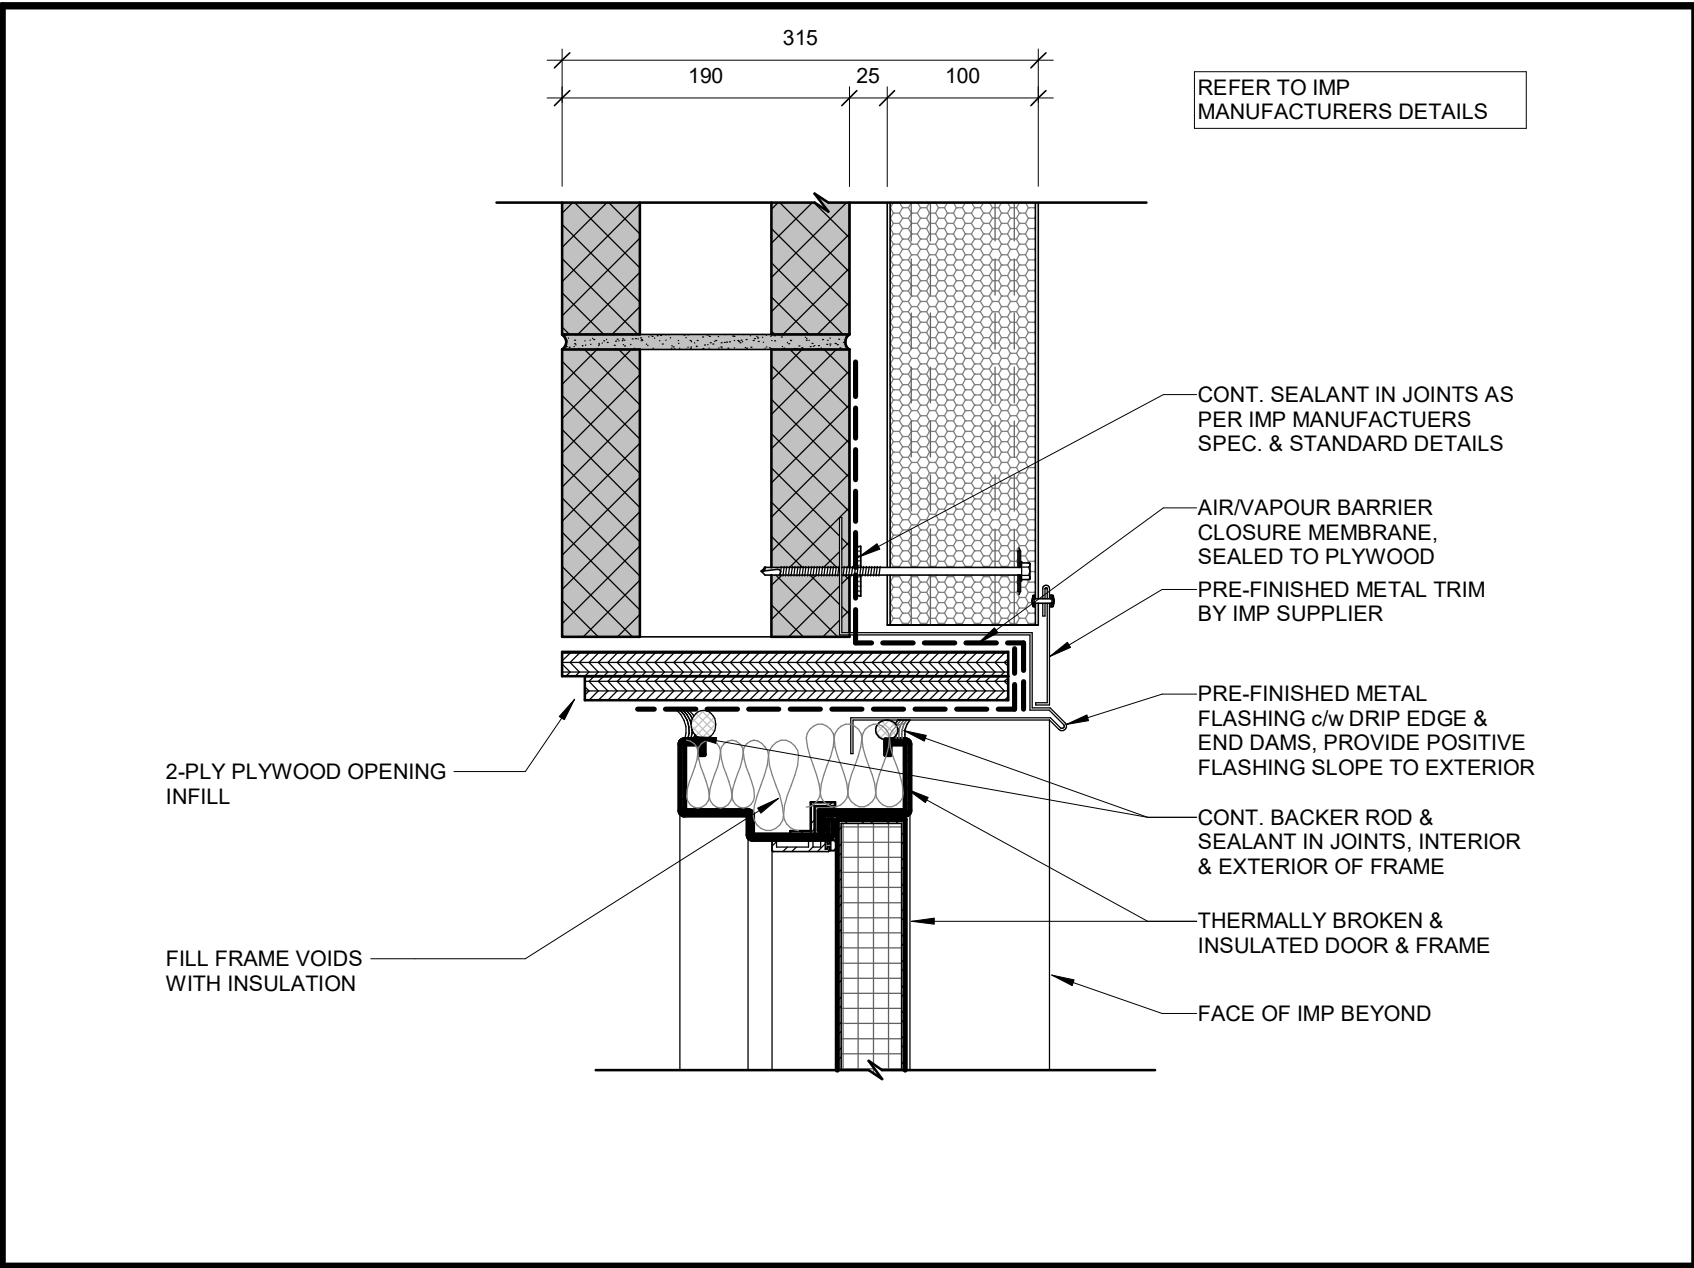 315
190
25
100
REFER TO IMP
MANUFACTURERS DETAILS
CONT. SEALANT IN JOINTS AS
PER IMP MANUFACTUERS
SPEC. & STANDARD DETAILS
AIR/VAPOUR BARRIER
CLOSURE MEMBRANE,
SEALED TO PLYWOOD
PRE-FINISHED METAL TRIM
BY IMP SUPPLIER
PRE-FINISHED METAL
FLASHING c/w DRIP EDGE &
END DAMS, PROVIDE POSITIVE
FLASHING SLOPE TO EXTERIOR
2-PLY PLYWOOD OPENING
INFILL
CONT. BACKER ROD &
SEALANT IN JOINTS, INTERIOR
& EXTERIOR OF FRAME
THERMALLY BROKEN &
INSULATED DOOR & FRAME
FILL FRAME VOIDS
WITH INSULATION
FACE OF IMP BEYOND